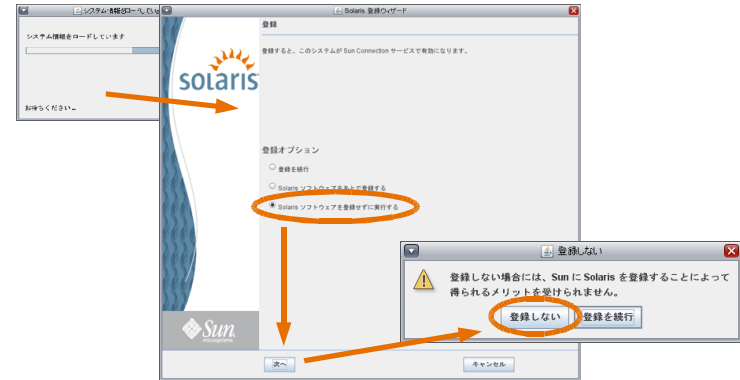 システム情報をロードしています
お待ちください...
Solaris 登録ウィザード
登録
登録すると、このシステムが Sun Connection サービスで有効になります。
solaris
登録オプション
登録を続行
Solaris ソフトウェアをあとで登録する
Solaris ソフトウェアを登録せずに実行する
Sun
microsystems
次へ
キャンセル
登録しない
登録しない場合には、Sun に Solaris を登録することによって
得られるメリットを受けられません。
登録しない
登録を続行